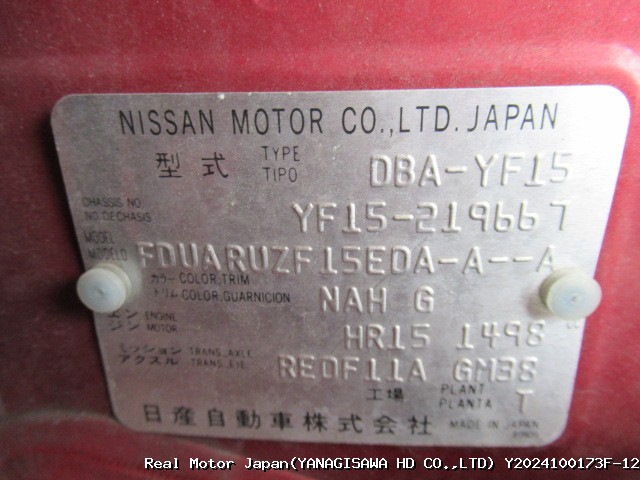 NISSAN MOTOR CO.,LTD. JAPAN
型式 TYPE TIPO DBA-YF15
CHASSIS NO. NO. DE CHASIS YF15-219667
MODEL MODELO FDUARUZF15EDA-A--A
カラー トリム COLOR,TRIM COLOR,GUARNICION NAH G
エンジン ENGINE MOTOR HR15 1498 cc
ミッション アクスル TRANS.,AXLE TRANS.,EJE RE0F11A GM38
工場 PLANT PLANTA T
日産自動車株式会社 MADE IN JAPAN
Real Motor Japan(YANAGISAWA HD CO.,LTD) Y2024100173F-12